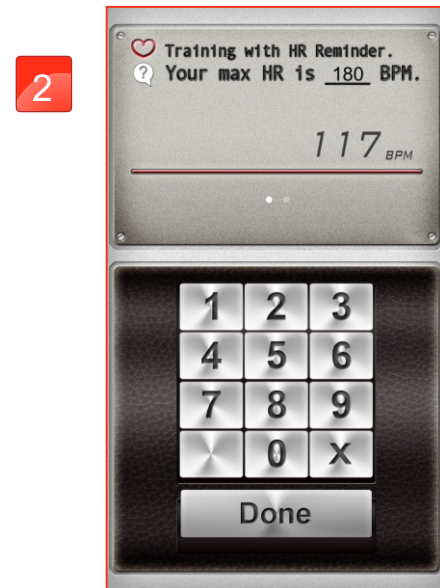 2
Training with HR Reminder.
? Your max HR is 180 BPM.
117 BPM
1 2 3
4 5 6
7 8 9
0 X
Done